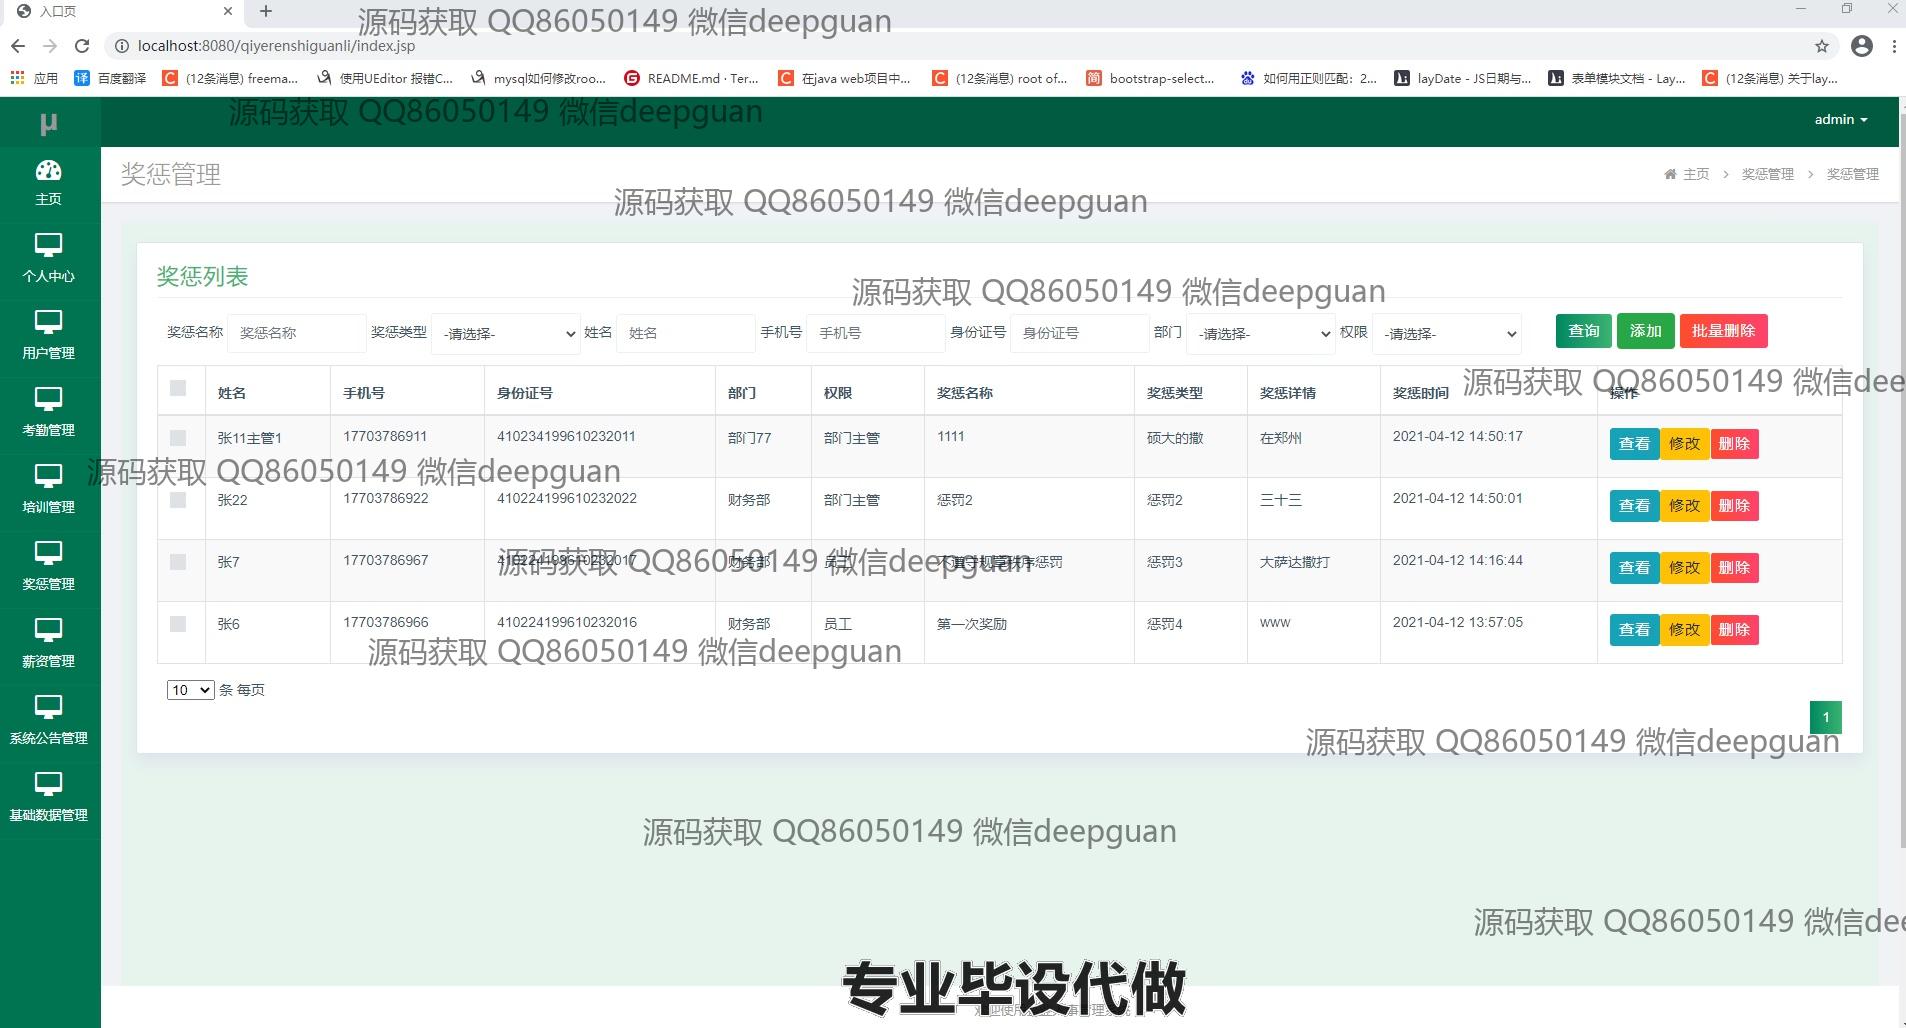 入口页
源码获取 QQ86050149 微信deepguan
localhost:8080/qiyerenshiguanli/index.jsp
应用 百度翻译 (12条消息) freema... 使用UEditor 报错C... mysql如何修改roo... README.md · Ter... 在java web项目中... (12条消息) root of... bootstrap-select... 如何用正则匹配：2... layDate - JS日期与... 表单模块文档 - Lay... (12条消息) 关于lay...
源码获取 QQ86050149 微信deepguan
μ admin
主页
奖惩管理 主页 > 奖惩管理 > 奖惩管理
源码获取 QQ86050149 微信deepguan
个人中心
奖惩列表
源码获取 QQ86050149 微信deepguan
奖惩名称 奖惩名称 奖惩类型 -请选择- 姓名 姓名 手机号 手机号 身份证号 身份证号 部门 -请选择- 权限 -请选择- 查询 添加 批量删除
用户管理
源码获取 QQ86050149 微信dee
姓名 手机号 身份证号 部门 权限 奖惩名称 奖惩类型 奖惩详情 奖惩时间 操作
考勤管理
张11主管1 17703786911 410234199610232011 部门77 部门主管 1111 硕大的撒 在郑州 2021-04-12 14:50:17 查看 修改 删除
源码获取 QQ86050149 微信deepguan
培训管理
张22 17703786922 410224199610232022 财务部 部门主管 惩罚2 惩罚2 三十三 2021-04-12 14:50:01 查看 修改 删除
源码获取 QQ86050149 微信deepguan
张7 17703786967 410224199610232017 财务部 员工 不遵守规章秩序惩罚 惩罚3 大萨达撒打 2021-04-12 14:16:44 查看 修改 删除
奖惩管理
张6 17703786966 410224199610232016 财务部 员工 第一次奖励 惩罚4 www 2021-04-12 13:57:05 查看 修改 删除
源码获取 QQ86050149 微信deepguan
薪资管理
10 条 每页
1
系统公告管理
源码获取 QQ86050149 微信deepguan
基础数据管理
源码获取 QQ86050149 微信deepguan
源码获取 QQ86050149 微信dee
专业毕设代做